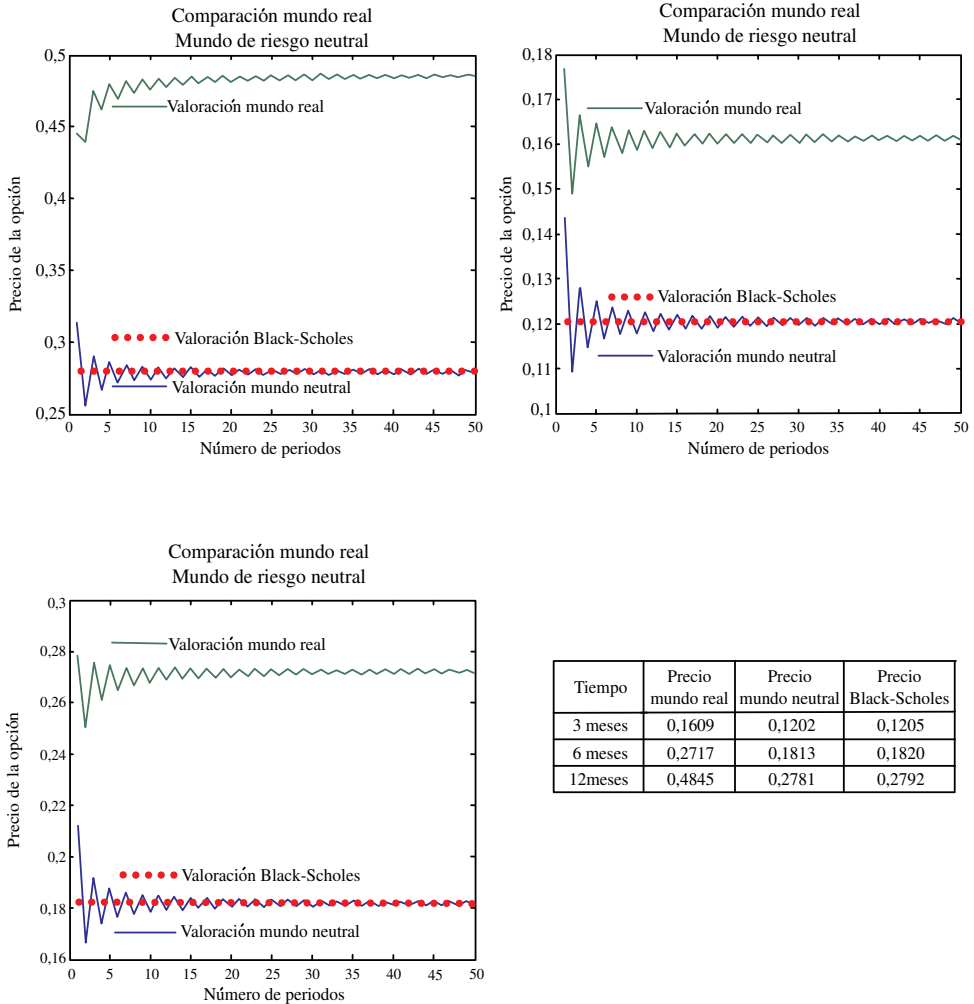 Comparación mundo real
Mundo de riesgo neutral
0,5
0,45
0,4
0,35
0,3
0,25
Precio de la opción
Valoración mundo real
Valoración Black-Scholes
Valoración mundo neutral
0 5 10 15 20 25 30 35 40 45 50
Número de periodos
Comparación mundo real
Mundo de riesgo neutral
0,18
0,17
0,16
0,15
0,14
0,13
0,12
0,11
0,1
Precio de la opción
Valoración mundo real
Valoración Black-Scholes
Valoración mundo neutral
0 5 10 15 20 25 30 35 40 45 50
Número de periodos
Comparación mundo real
Mundo de riesgo neutral
0,3
0,28
0,26
0,24
0,22
0,2
0,18
0,16
Precio de la opción
Valoración mundo real
Valoración Black-Scholes
Valoración mundo neutral
0 5 10 15 20 25 30 35 40 45 50
Número de periodos
Tiempo Precio mundo real Precio mundo neutral Precio Black-Scholes
3 meses 0,1609 0,1202 0,1205
6 meses 0,2717 0,1813 0,1820
12meses 0,4845 0,2781 0,2792